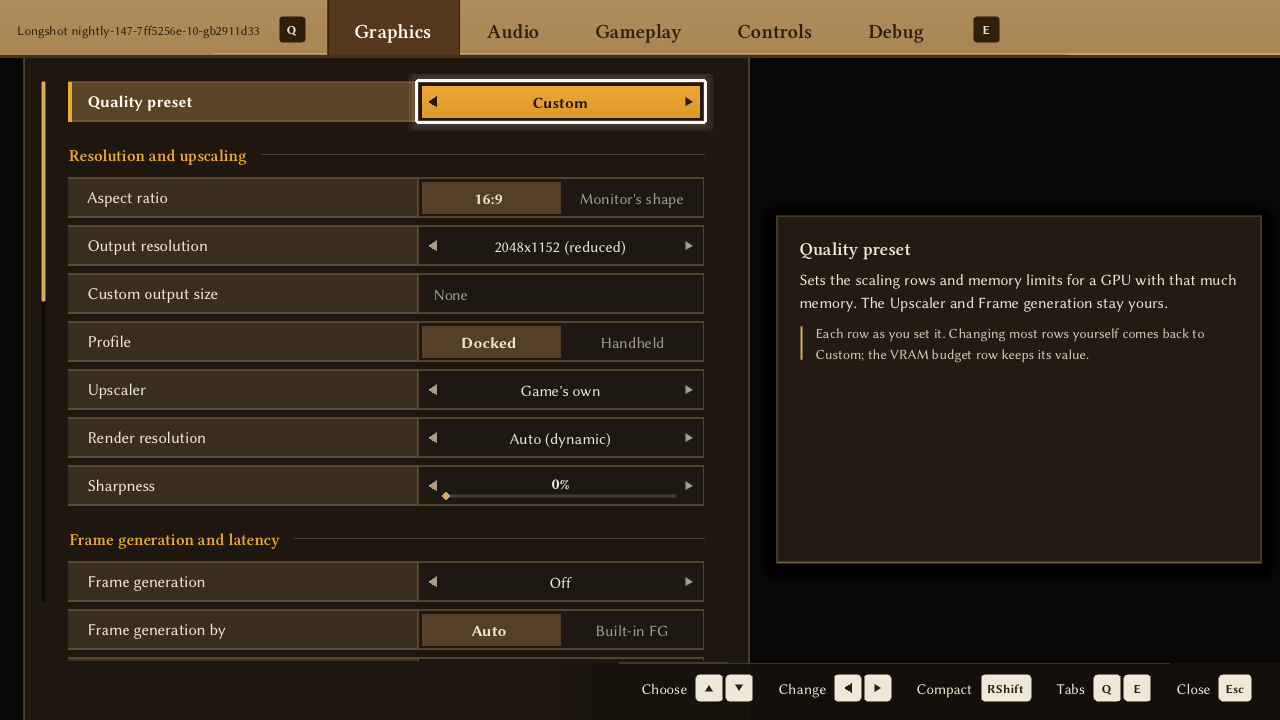 Longshot nightly-147-7ff5256e-10-gb2911d33 Q Graphics Audio Gameplay Controls Debug E
Quality preset Custom
Resolution and upscaling
Aspect ratio 16:9 Monitor's shape
Output resolution 2048x1152 (reduced)
Custom output size None
Profile Docked Handheld
Upscaler Game's own
Render resolution Auto (dynamic)
Sharpness 0%
Frame generation and latency
Frame generation Off
Frame generation by Auto Built-in FG
Quality preset
Sets the scaling rows and memory limits for a GPU with that much
memory. The Upscaler and Frame generation stay yours.
Each row as you set it. Changing most rows yourself comes back to
Custom; the VRAM budget row keeps its value.
Choose Change Compact RShift Tabs Q E Close Esc